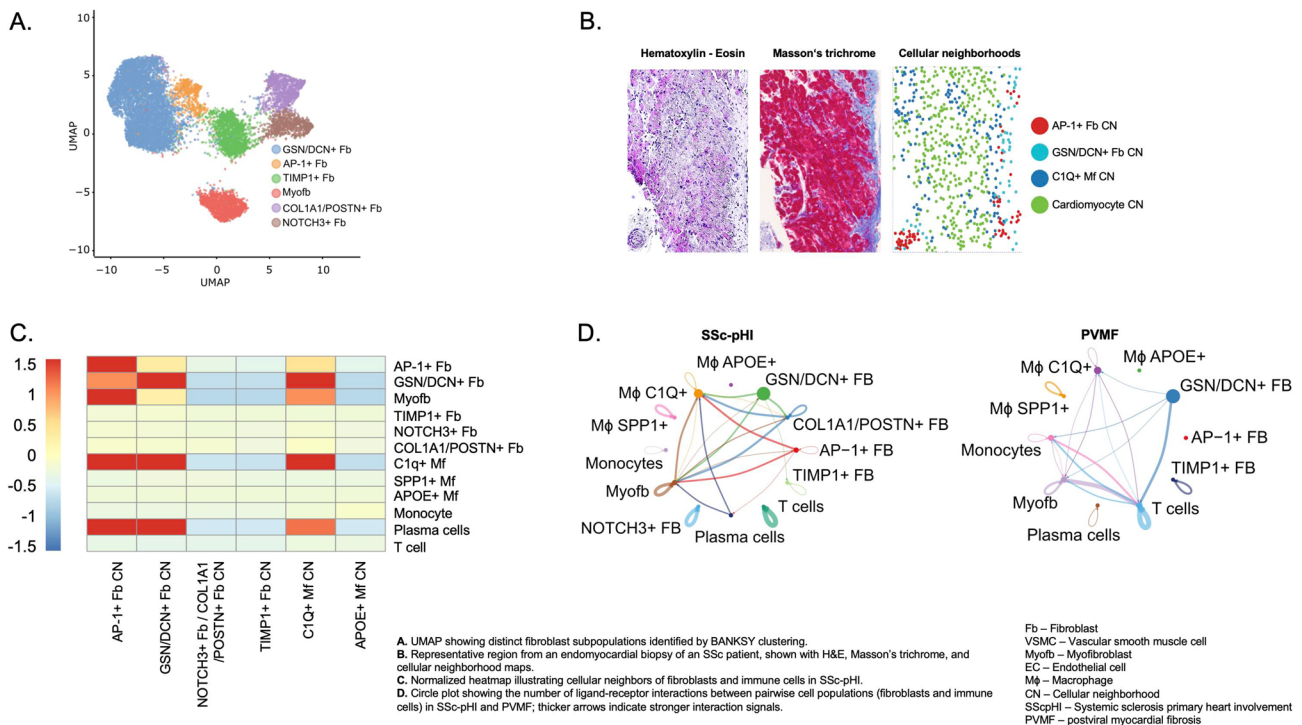 A.
UMAP
10
5
0
−5
−10
−10 −5 0 5 10
UMAP
GSN/DCN+ Fb
AP-1+ Fb
TIMP1+ Fb
Myofb
COL1A1/POSTN+ Fb
NOTCH3+ Fb
B.
Hematoxylin - Eosin
Masson‘s trichrome
Cellular neighborhoods
AP-1+ Fb CN
GSN/DCN+ Fb CN
C1Q+ Mf CN
Cardiomyocyte CN
C.
1.5
1
0.5
0
-0.5
-1
-1.5
AP-1+ Fb
GSN/DCN+ Fb
Myofb
TIMP1+ Fb
NOTCH3+ Fb
COL1A1/POSTN+ Fb
C1q+ Mf
SPP1+ Mf
APOE+ Mf
Monocyte
Plasma cells
T cell
AP-1+ Fb CN
GSN/DCN+ Fb CN
NOTCH3+ Fb / COL1A1
/POSTN+ Fb CN
TIMP1+ Fb CN
C1Q+ Mf CN
APOE+ Mf CN
D.
SSc-pHI
Mϕ APOE+
Mϕ C1Q+
GSN/DCN+ FB
Mϕ SPP1+
COL1A1/POSTN+ FB
Monocytes
AP−1+ FB
Myofb
TIMP1+ FB
NOTCH3+ FB
T cells
Plasma cells
PVMF
Mϕ APOE+
Mϕ C1Q+
GSN/DCN+ FB
Mϕ SPP1+
AP−1+ FB
Monocytes
TIMP1+ FB
Myofb
T cells
Plasma cells
A. UMAP showing distinct fibroblast subpopulations identified by BANKSY clustering.
B. Representative region from an endomyocardial biopsy of an SSc patient, shown with H&E, Masson's trichrome, and
cellular neighborhood maps.
C. Normalized heatmap illustrating cellular neighbors of fibroblasts and immune cells in SSc-pHI.
D. Circle plot showing the number of ligand-receptor interactions between pairwise cell populations (fibroblasts and immune
cells) in SSc-pHI and PVMF; thicker arrows indicate stronger interaction signals.
Fb – Fibroblast
VSMC – Vascular smooth muscle cell
Myofb – Myofibroblast
EC – Endothelial cell
Mϕ – Macrophage
CN – Cellular neighborhood
SScpHI – Systemic sclerosis primary heart involvement
PVMF – postviral myocardial fibrosis